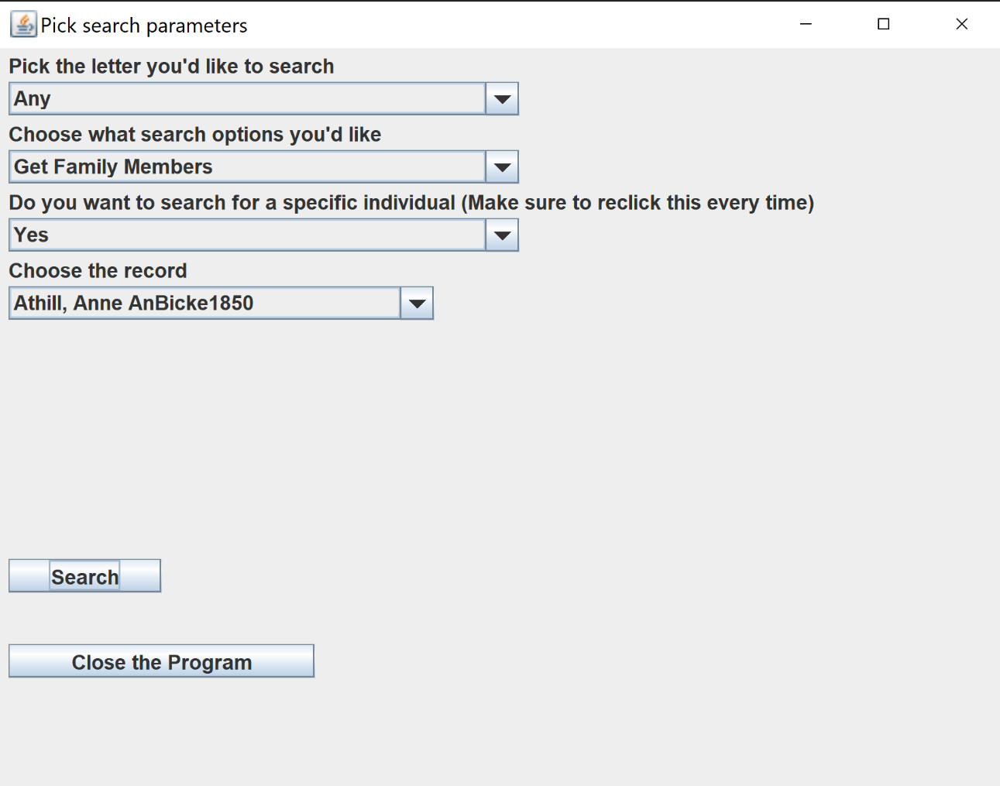 Pick search parameters
Pick the letter you'd like to search
Any
Choose what search options you'd like
Get Family Members
Do you want to search for a specific individual (Make sure to reclick this every time)
Yes
Choose the record
Athill, Anne AnBicke1850
Search
Close the Program